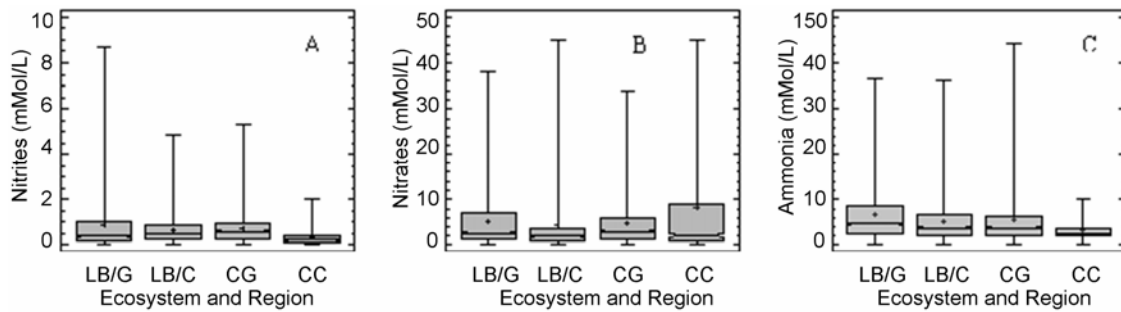 A
Nitrites (mMol/L)
10
8
6
4
2
0
LB/G LB/C CG CC
Ecosystem and Region
B
Nitrates (mMol/L)
50
40
30
20
10
0
LB/G LB/C CG CC
Ecosystem and Region
C
Ammonia (mMol/L)
150
40
30
20
10
0
LB/G LB/C CG CC
Ecosystem and Region